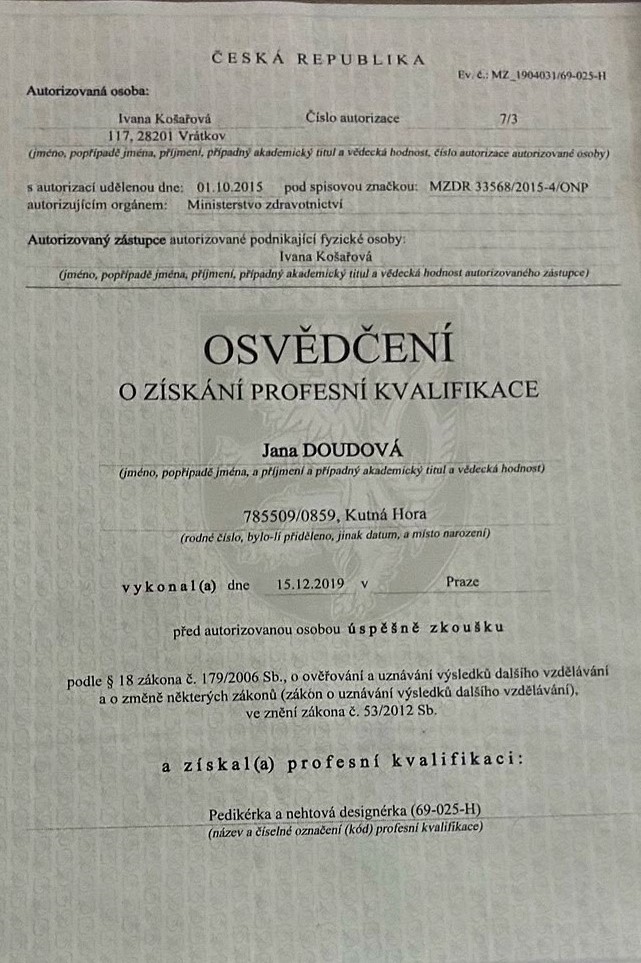 ČESKÁ REPUBLIKA
Ev. č.: MZ_1904031/69-025-H
Autorizovaná osoba:
Ivana Košařová Číslo autorizace 7/3
117, 28201 Vrátkov
(jméno, popřípadě jména, příjmení, případný akademický titul a vědecká hodnost, číslo autorizace autorizované osoby)
s autorizací udělenou dne: 01.10.2015 pod spisovou značkou: MZDR 33568/2015-4/ONP
autorizujícím orgánem: Ministerstvo zdravotnictví
Autorizovaný zástupce autorizované podnikající fyzické osoby:
Ivana Košařová
(jméno, popřípadě jména, příjmení, případný akademický titul a vědecká hodnost autorizovaného zástupce)
OSVĚDČENÍ
O ZÍSKÁNÍ PROFESNÍ KVALIFIKACE
Jana DOUDOVÁ
(jméno, popřípadě jména, a příjmení a případný akademický titul a vědecká hodnost)
785509/0859, Kutná Hora
(rodné číslo, bylo-li přiděleno, jinak datum, a místo narození)
vykonal(a) dne 15.12.2019 v Praze
před autorizovanou osobou úspěšně zkoušku
podle § 18 zákona č. 179/2006 Sb., o ověřování a uznávání výsledků dalšího vzdělávání
a o změně některých zákonů (zákon o uznávání výsledků dalšího vzdělávání),
ve znění zákona č. 53/2012 Sb.
a získal(a) profesní kvalifikaci:
Pedikérka a nehtová designérka (69-025-H)
(název a číselné označení (kód) profesní kvalifikace)